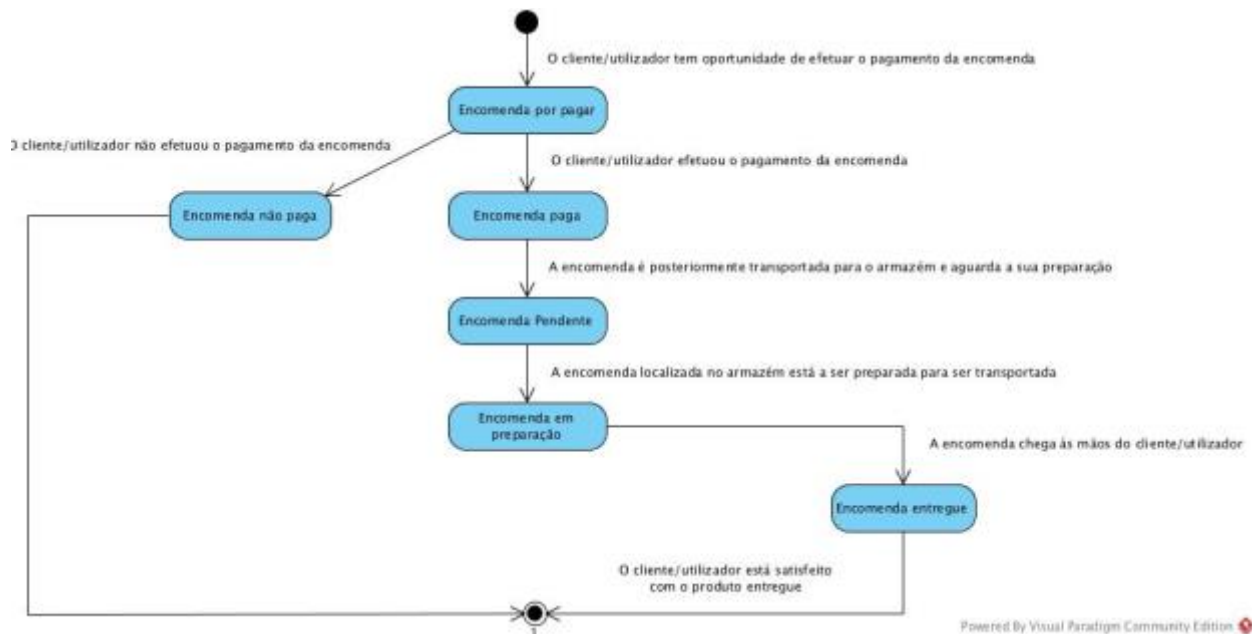 O cliente/utilizador tem oportunidade de efetuar o pagamento da encomenda
Encomenda por pagar
O cliente/utilizador não efetuou o pagamento da encomenda
O cliente/utilizador efetuou o pagamento da encomenda
Encomenda não paga
Encomenda paga
A encomenda é posteriormente transportada para o armazém e aguarda a sua preparação
Encomenda Pendente
A encomenda localizada no armazém está a ser preparada para ser transportada
Encomenda em
preparação
A encomenda chega às mãos do cliente/utilizador
Encomenda entregue
O cliente/utilizador está satisfeito
com o produto entregue
Powered By Visual Paradigm Community Edition